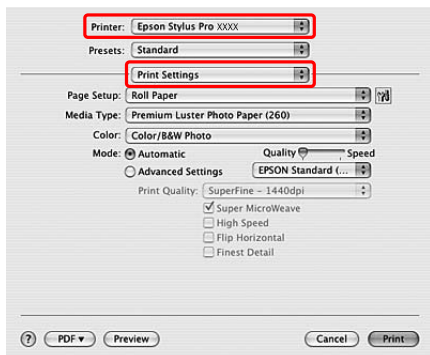 Printer: Epson Stylus Pro XXXX
Presets: Standard
Print Settings
Page Setup: Roll Paper
Media Type: Premium Luster Photo Paper (260)
Color: Color/B&W Photo
Mode: Automatic Quality Speed
Advanced Settings EPSON Standard (...
Print Quality: SuperFine - 1440dpi
Super MicroWeave
High Speed
Flip Horizontal
Finest Detail
? PDF ▾ Preview Cancel Print